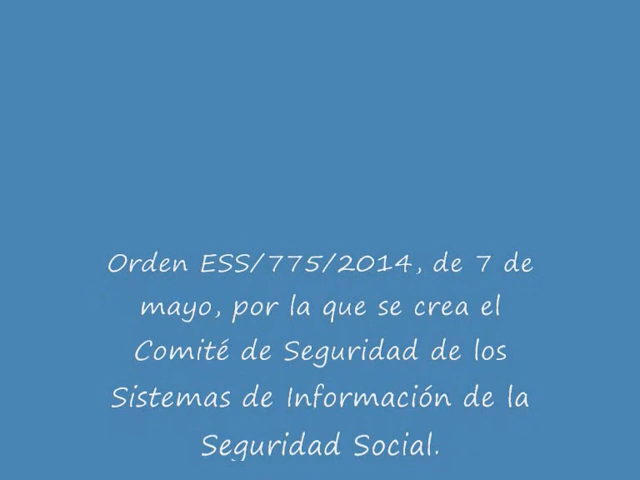 Orden ESS/775/2014, de 7 de
mayo, por la que se crea el
Comité de Seguridad de los
Sistemas de Información de la
Seguridad Social.